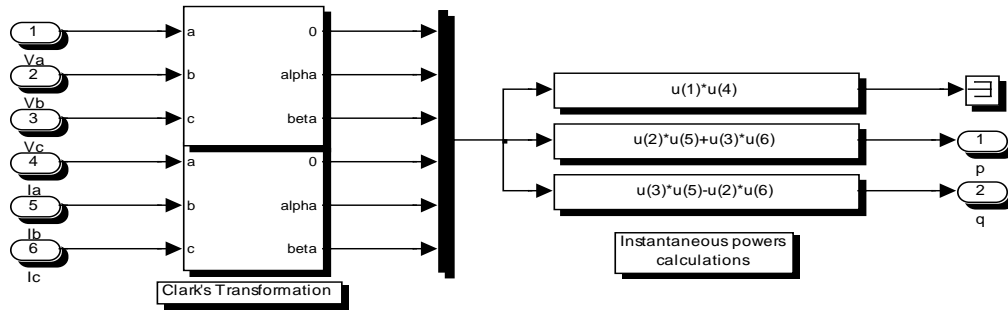 1
Va
2
Vb
3
Vc
4
Ia
5
Ib
6
Ic
a
b
c
0
alpha
beta
a
b
c
0
alpha
beta
Clark's Transformation
u(1)*u(4)
u(2)*u(5)+u(3)*u(6)
u(3)*u(5)-u(2)*u(6)
Instantaneous powers
calculations
1
p
2
q